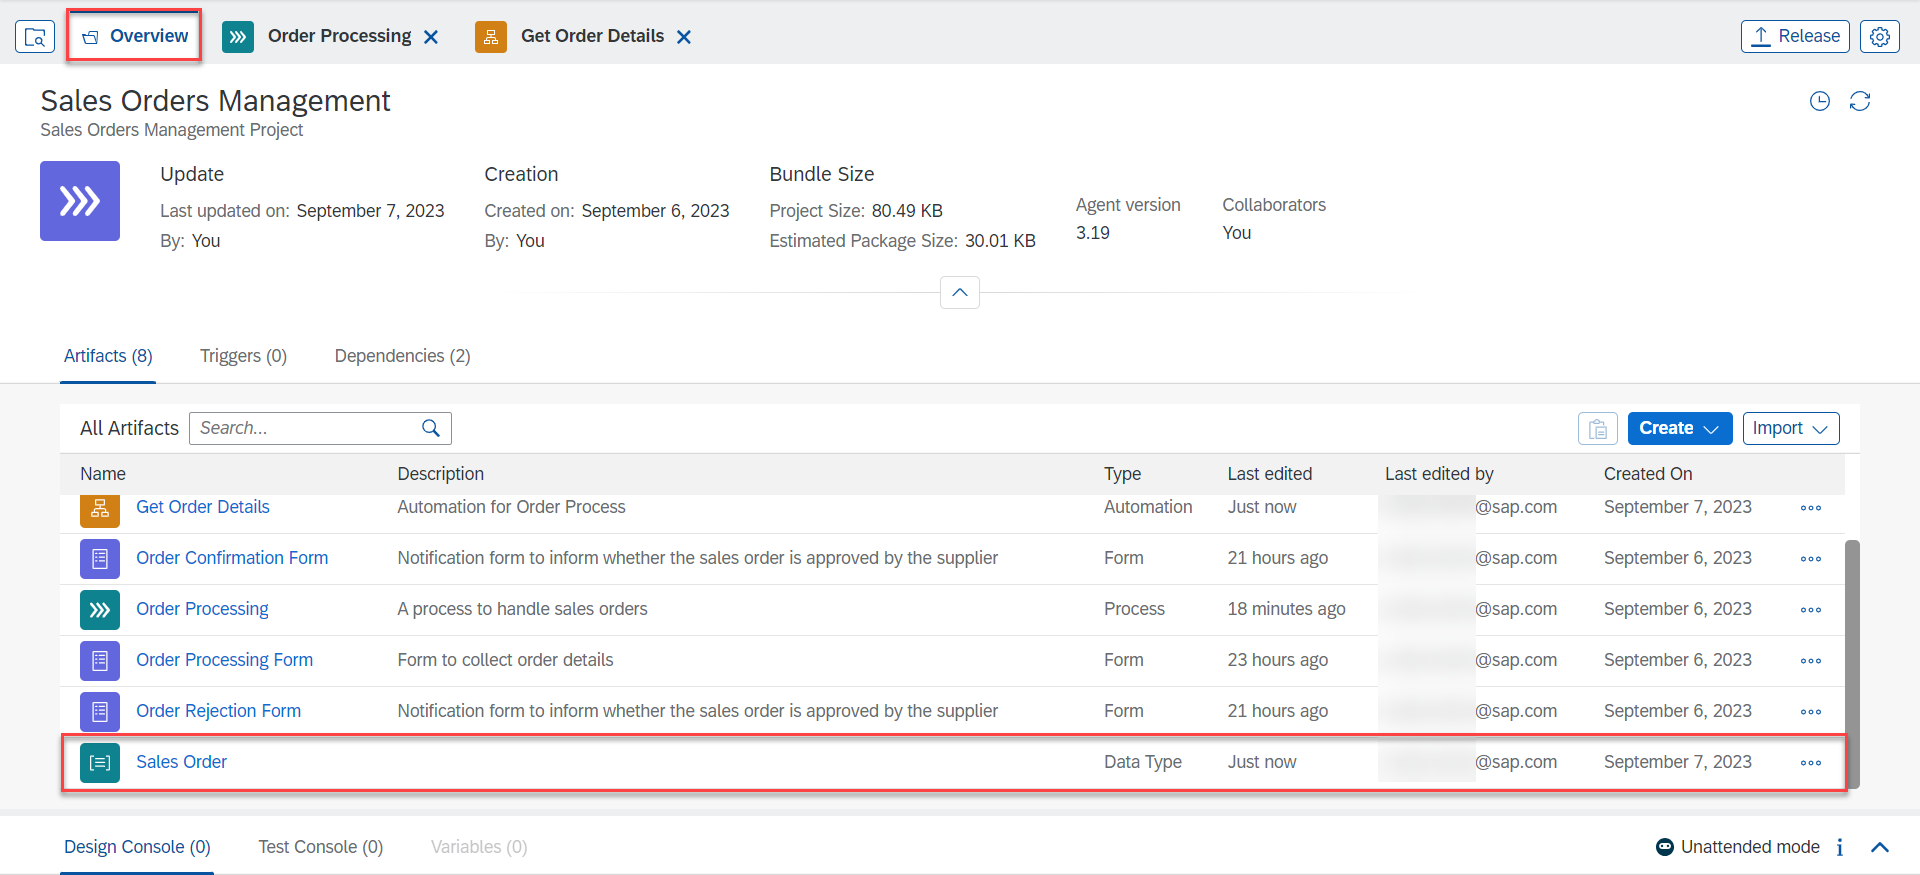 Overview Order Processing Get Order Details Release
Sales Orders Management
Sales Orders Management Project
Update Creation Bundle Size
Last updated on: September 7, 2023 Created on: September 6, 2023 Project Size: 80.49 KB Agent version Collaborators
By: You By: You Estimated Package Size: 30.01 KB 3.19 You
Artifacts (8) Triggers (0) Dependencies (2)
All Artifacts Search... Create Import
Name Description Type Last edited Last edited by Created On
Get Order Details Automation for Order Process Automation Just now @sap.com September 7, 2023
Order Confirmation Form Notification form to inform whether the sales order is approved by the supplier Form 21 hours ago @sap.com September 6, 2023
Order Processing A process to handle sales orders Process 18 minutes ago @sap.com September 6, 2023
Order Processing Form Form to collect order details Form 23 hours ago @sap.com September 6, 2023
Order Rejection Form Notification form to inform whether the sales order is approved by the supplier Form 21 hours ago @sap.com September 6, 2023
Sales Order Data Type Just now @sap.com September 7, 2023
Design Console (0) Test Console (0) Variables (0) Unattended mode